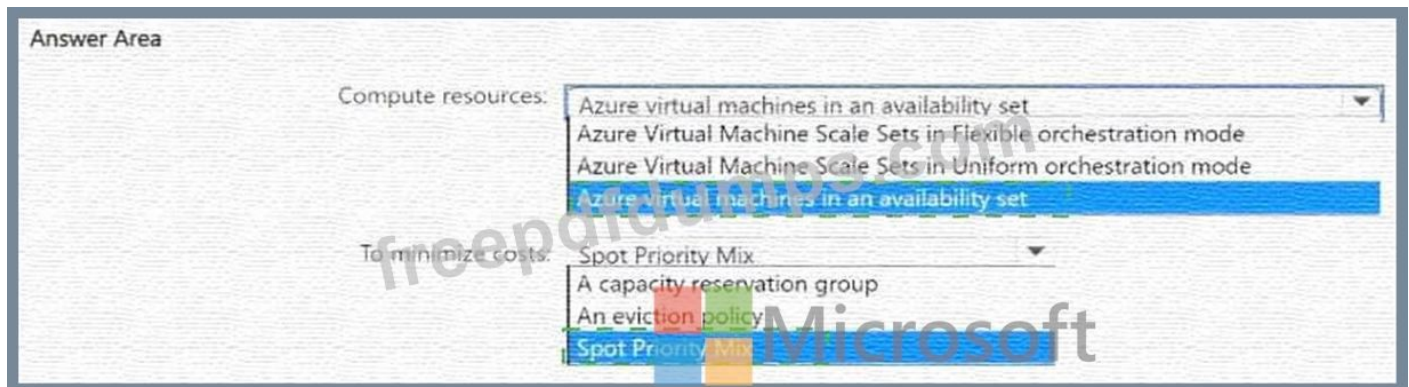 Answer Area
Compute resources: Azure virtual machines in an availability set
Azure Virtual Machine Scale Sets in Flexible orchestration mode
Azure Virtual Machine Scale Sets in Uniform orchestration mode
Azure virtual machines in an availability set
freepdfdumps.com
To minimize costs: Spot Priority Mix
A capacity reservation group
An eviction policy
Spot Priority Mix
Microsoft